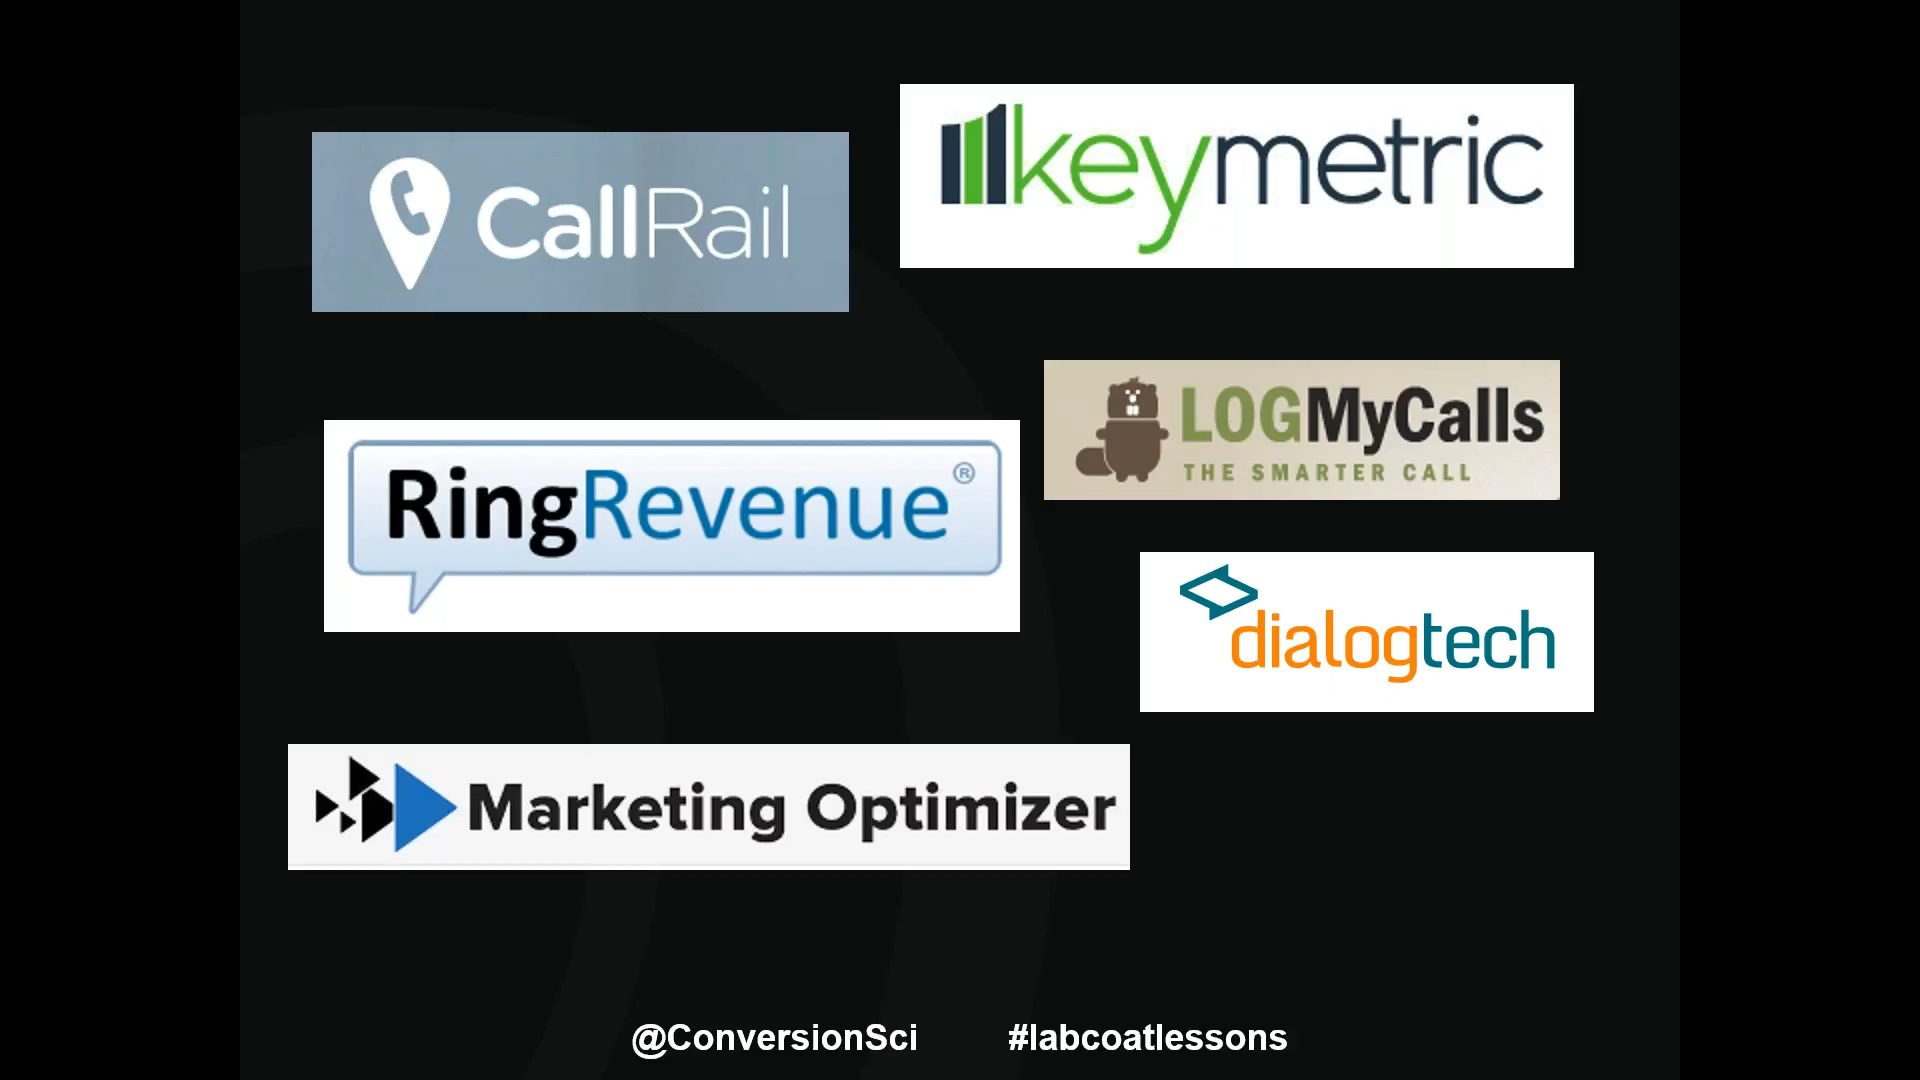 CallRail
keymetric
RingRevenue®
LOGMyCalls
THE SMARTER CALL
dialogtech
Marketing Optimizer
@ConversionSci #labcoatlessons